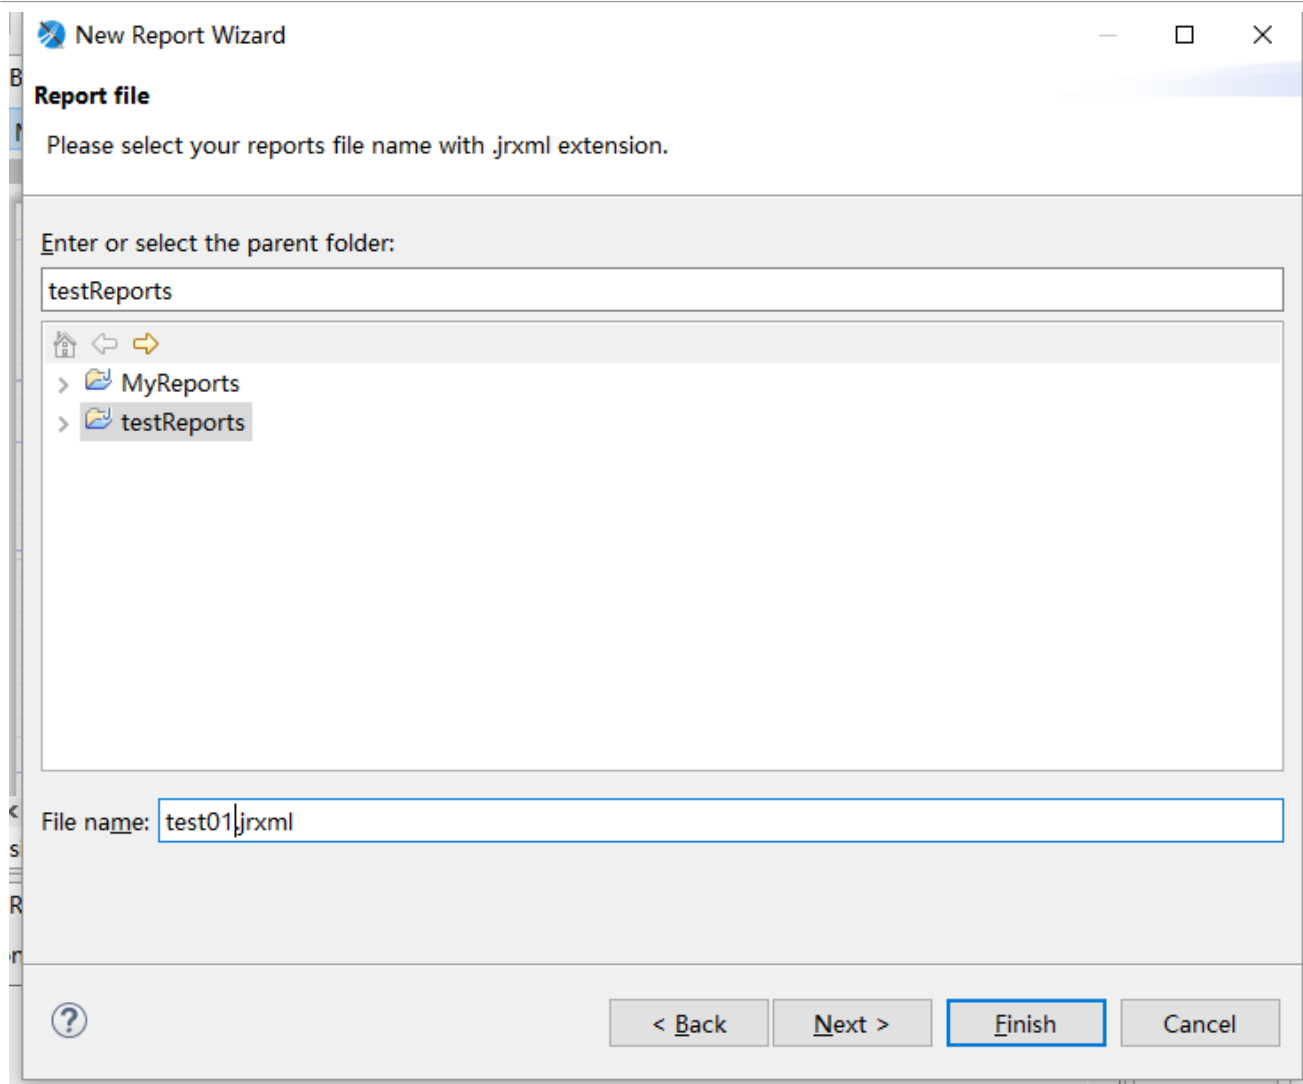 New Report Wizard
Report file
Please select your reports file name with .jrxml extension.
Enter or select the parent folder:
testReports
MyReports
testReports
File name: test01.jrxml
< Back Next > Finish Cancel